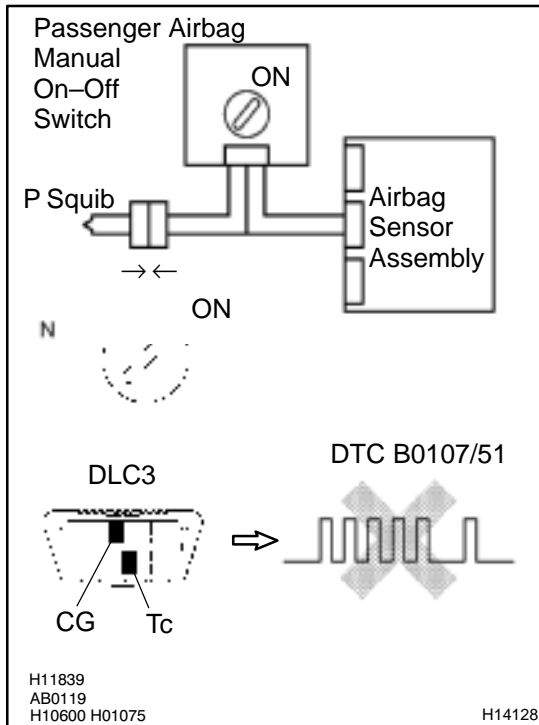 Passenger Airbag
Manual
On–Off
Switch
ON
P Squib
Airbag
Sensor
Assembly
ON
N
DTC B0107/51
DLC3
CG
Tc
H11839
AB0119
H10600 H01075
H14128